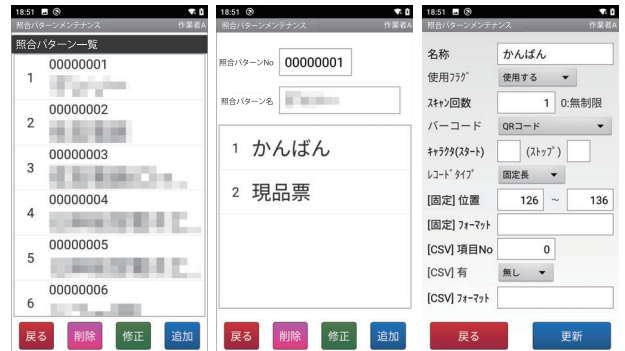 18:51
照合パターンメンテナンス 作業者A
照合パターン一覧
1 00000001
2 00000002
3 00000003
4 00000004
5 00000005
6 00000006
戻る 削除 修正 追加
18:51
照合パターンメンテナンス 作業者A
照合パターンNo 00000001
照合パターン名
1 かんばん
2 現品票
戻る 削除 修正 追加
18:51
照合パターンメンテナンス 作業者A
名称 かんばん
使用ﾌﾗｸﾞ 使用する
ｽｷｬﾝ回数 1 0:無制限
バーコード QRコード
ｷｬﾗｸﾀ(ｽﾀｰﾄ) (ｽﾄｯﾌﾟ)
ﾚｺｰﾄﾞﾀｲﾌﾟ 固定長
[固定] 位置 126 ~ 136
[固定] ﾌｫｰﾏｯﾄ
[CSV] 項目No 0
[CSV] 有 無し
[CSV] ﾌｫｰﾏｯﾄ
戻る 更新